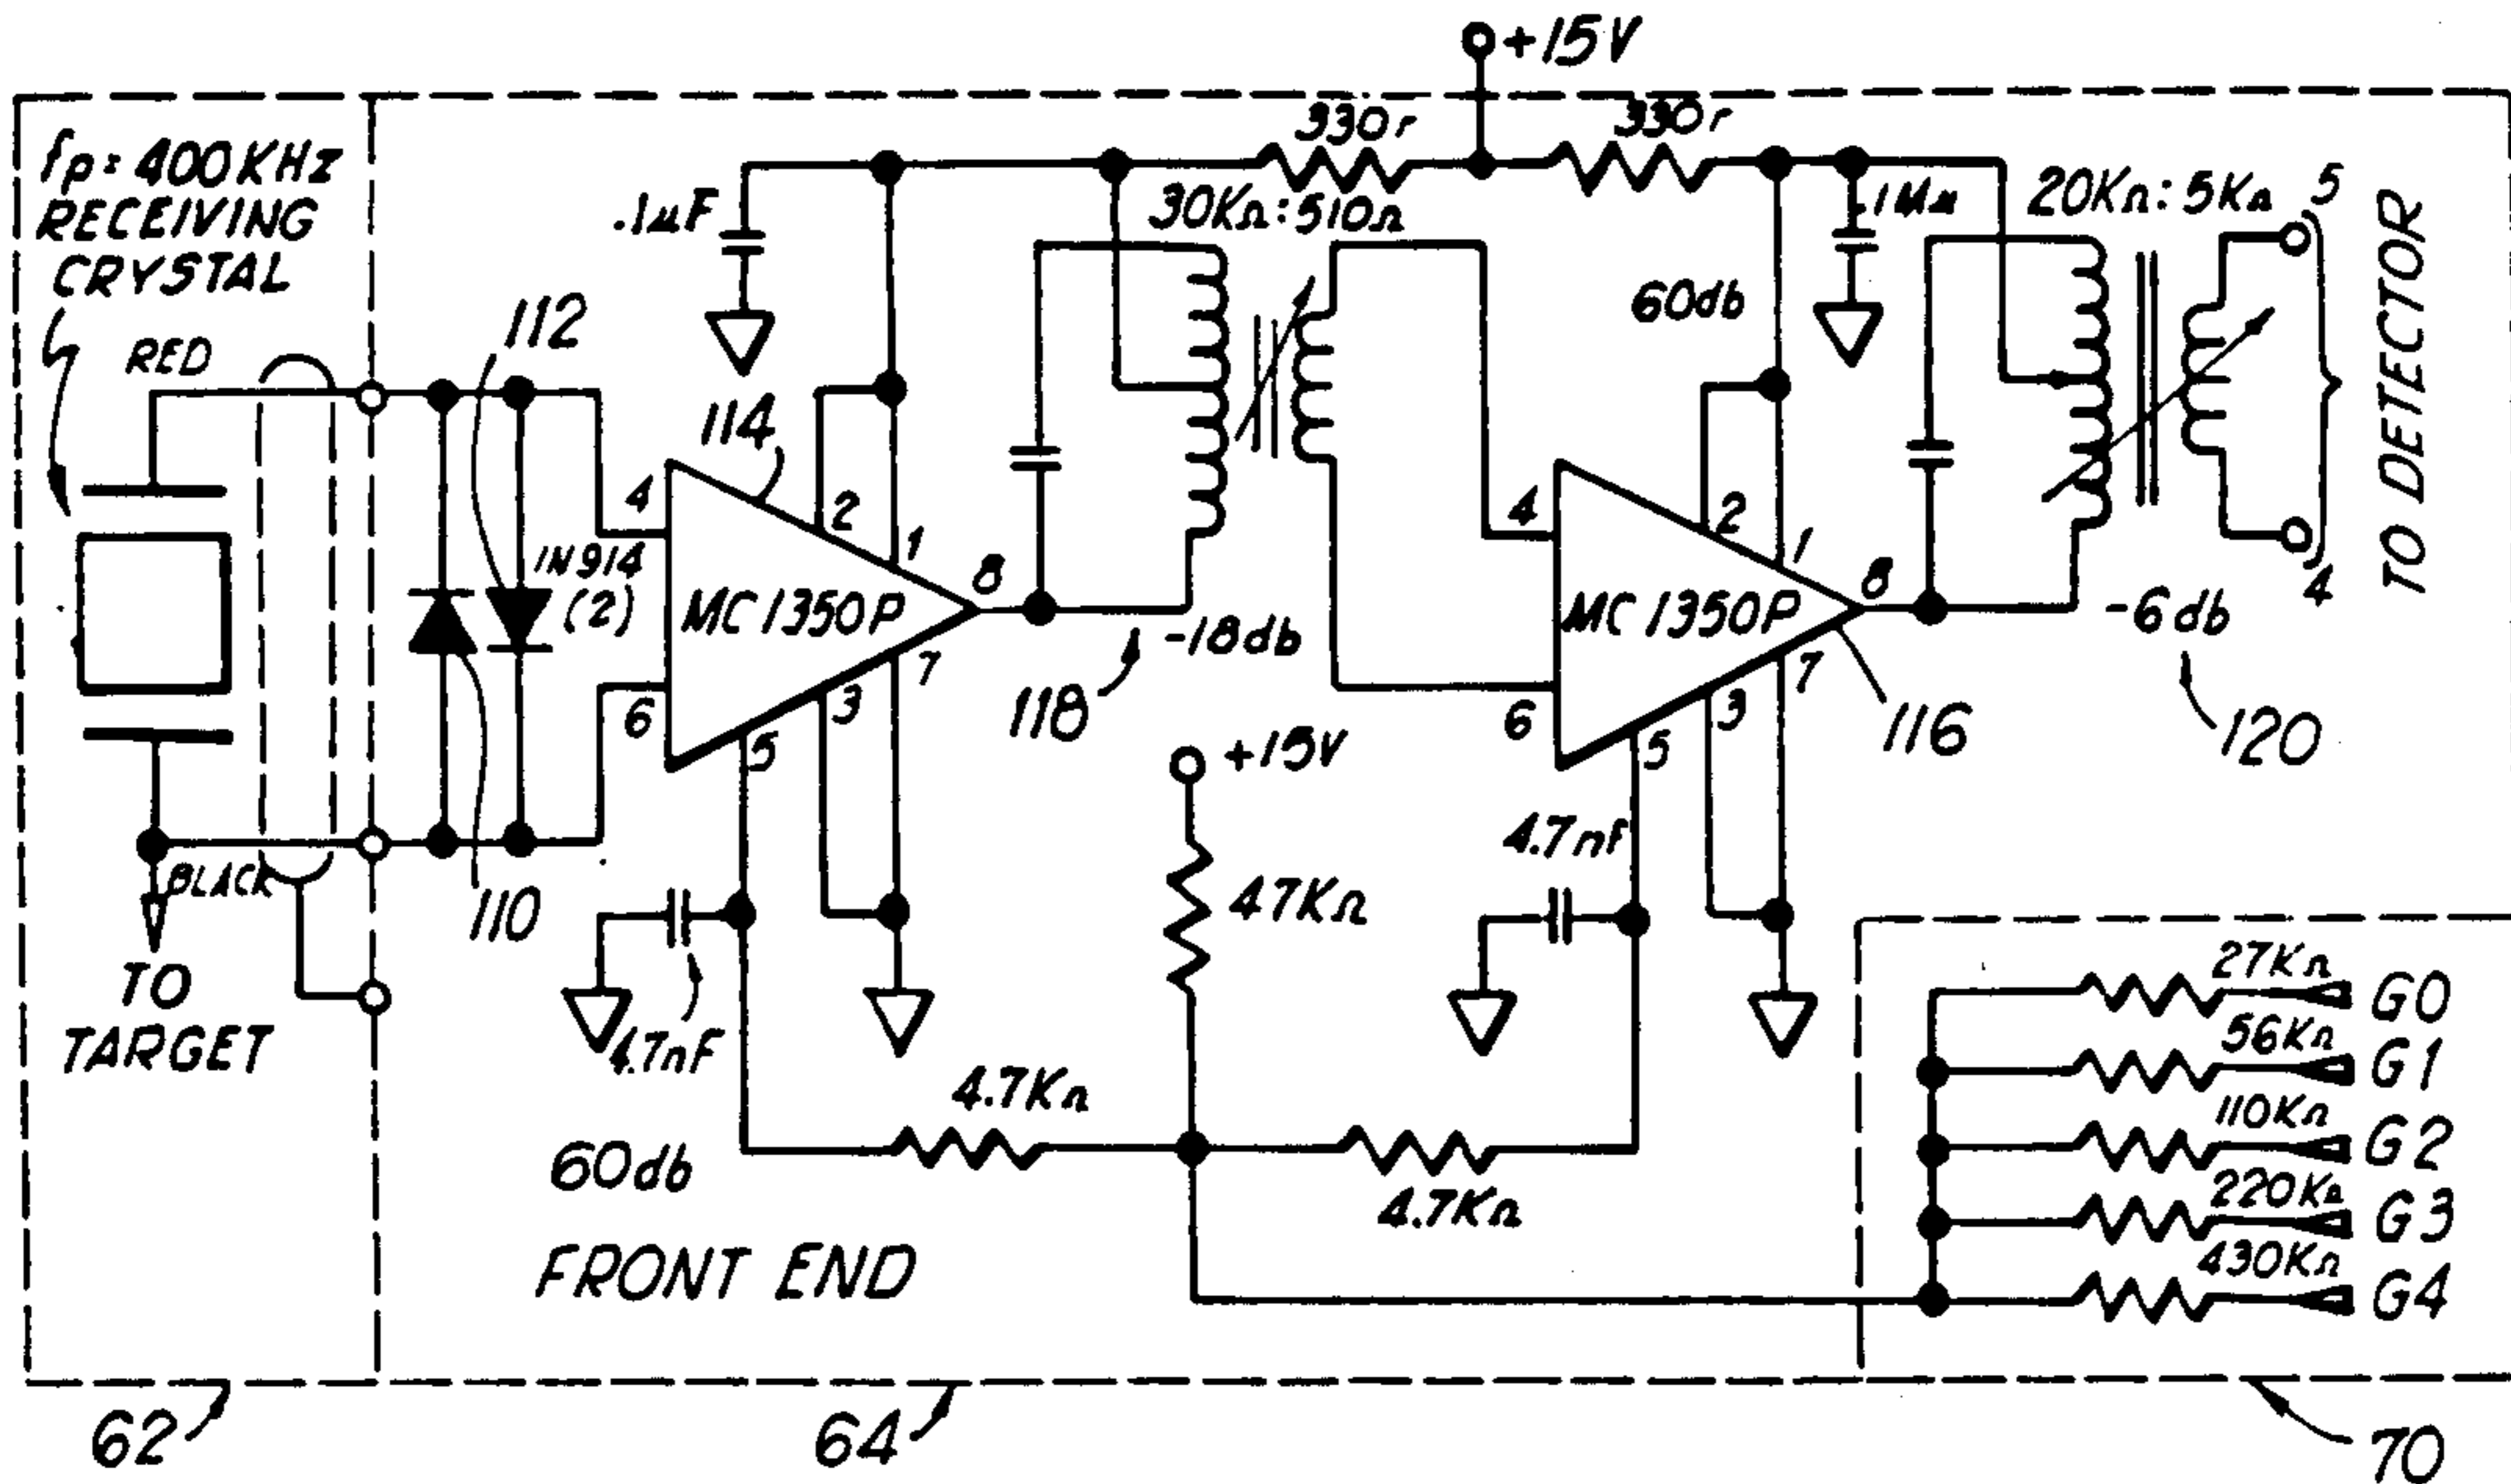 +15V
fp= 400KHZ
RECEIVING
CRYSTAL
RED
112
.1µF
330r
330r
30KΩ:510Ω
.1
20KΩ:5KΩ
5
60db
114
4
2
1
8
1N914
(2)
MC1350P
6
5
3
7
-18db
118
4
2
1
8
MC1350P
6
5
3
7
116
-6db
120
4
TO DETECTOR
BLACK
110
TO
TARGET
4.7nF
+15V
47KΩ
4.7nf
4.7KΩ
4.7KΩ
60db
FRONT END
27KΩ
G0
56KΩ
G1
110KΩ
G2
220KΩ
G3
430KΩ
G4
62
64
70